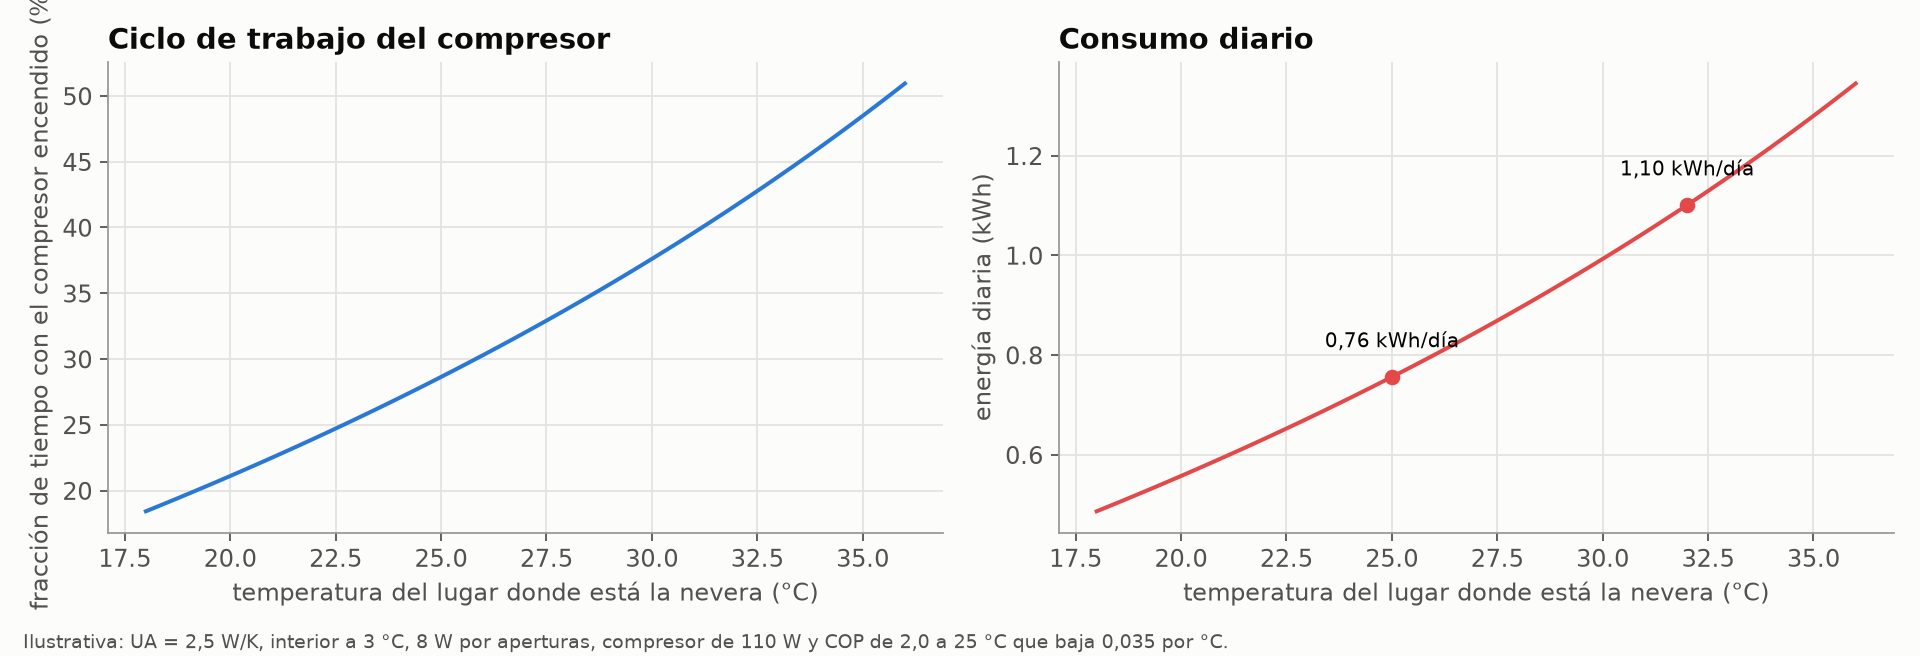 Ciclo de trabajo del compresor
fracción de tiempo con el compresor encendido (%
50
45
40
35
30
25
20
17.5 20.0 22.5 25.0 27.5 30.0 32.5 35.0
temperatura del lugar donde está la nevera (°C)
Consumo diario
energía diaria (kWh)
1.2
1.0
0.8
0.6
1,10 kWh/día
0,76 kWh/día
17.5 20.0 22.5 25.0 27.5 30.0 32.5 35.0
temperatura del lugar donde está la nevera (°C)
Ilustrativa: UA = 2,5 W/K, interior a 3 °C, 8 W por aperturas, compresor de 110 W y COP de 2,0 a 25 °C que baja 0,035 por °C.